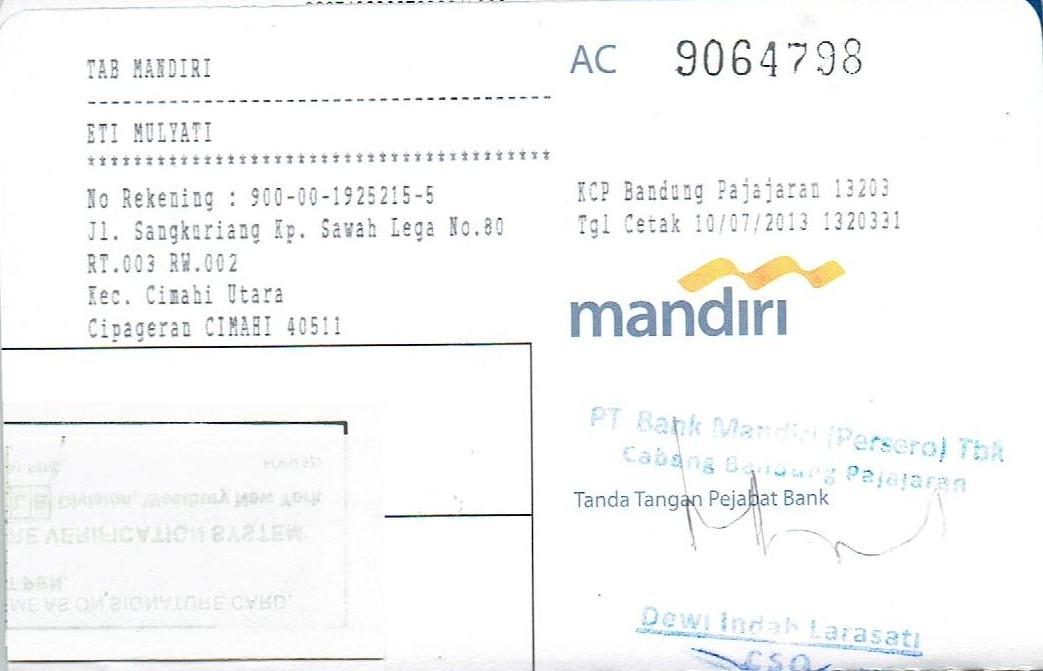 TAB MANDIRI
ETI MULYATI
No Rekening : 900-00-1925215-5
Jl. Sangkuriang Kp. Sawah Lega No.80
RT.003 RW.002
Kec. Cimahi Utara
Cipageran CIMAHI 40511
AC 9064798
KCP Bandung Pajajaran 13203
Tgl Cetak 10/07/2013 1320331
mandiri
PT Bank Mandiri (Persero) Tbk
Cabang Bandung Pajajaran
Tanda Tangan Pejabat Bank
Dewi Indah Larasati
CSO
Division, Westbury New York
RE VERIFICATION SYSTEM
T PEN.
ME AS ON SIGNATURE CARD.